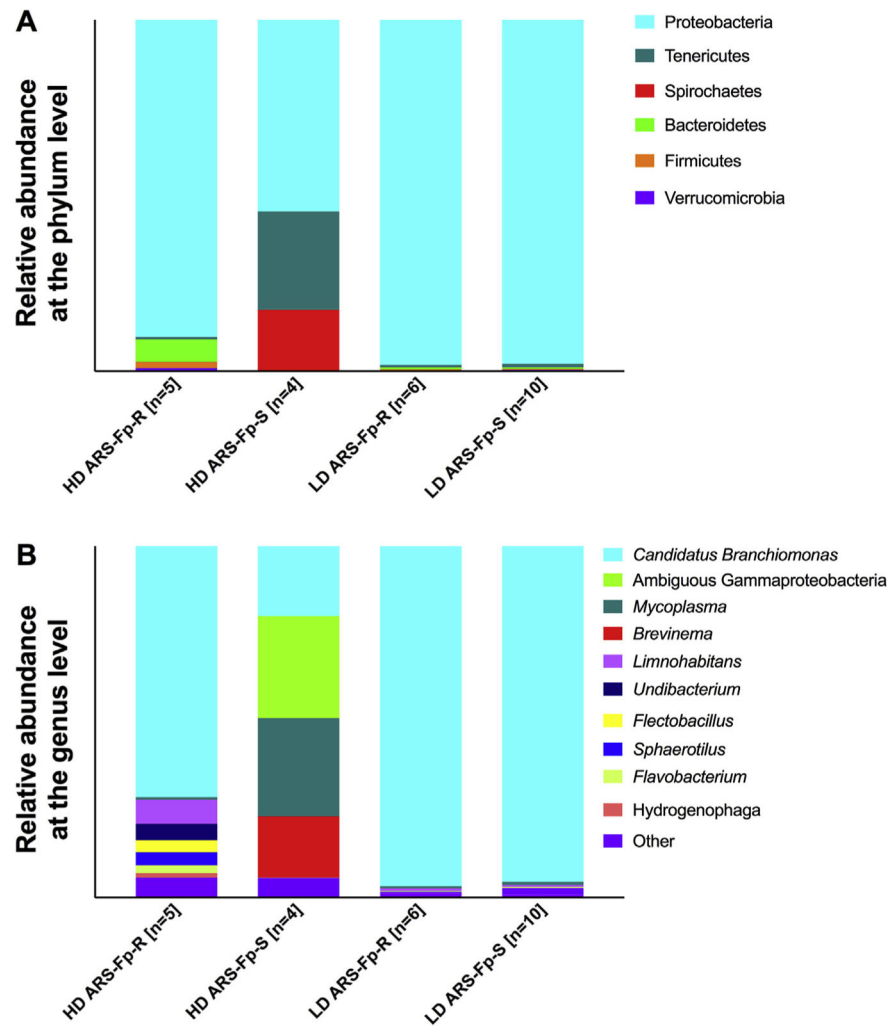 A
Relative abundance
at the phylum level
Proteobacteria
Tenericutes
Spirochaetes
Bacteroidetes
Firmicutes
Verrucomicrobia
HD ARS-Fp-R [n=5]
HD ARS-Fp-S [n=4]
LD ARS-Fp-R [n=6]
LD ARS-Fp-S [n=10]
B
Relative abundance
at the genus level
Candidatus Branchiomonas
Ambiguous Gammaproteobacteria
Mycoplasma
Brevinema
Limnohabitans
Undibacterium
Flectobacillus
Sphaerotilus
Flavobacterium
Hydrogenophaga
Other
HD ARS-Fp-R [n=5]
HD ARS-Fp-S [n=4]
LD ARS-Fp-R [n=6]
LD ARS-Fp-S [n=10]